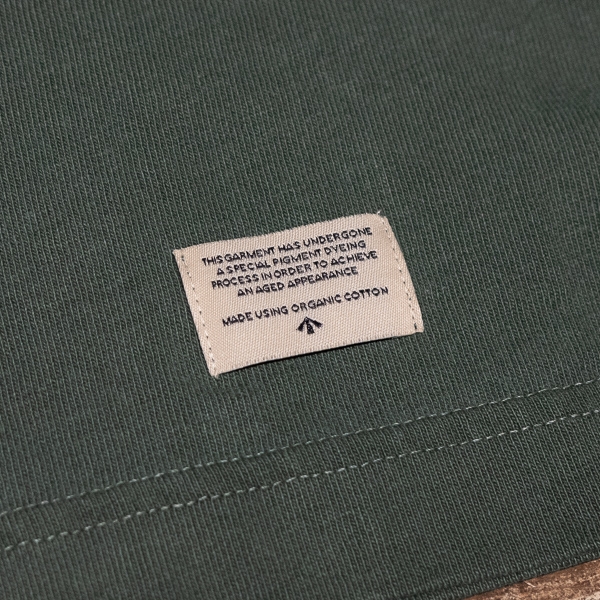 THIS GARMENT HAS UNDERGONE
A SPECIAL PIGMENT DYEING
PROCESS IN ORDER TO ACHIEVE
AN AGED APPEARANCE
MADE USING ORGANIC COTTON